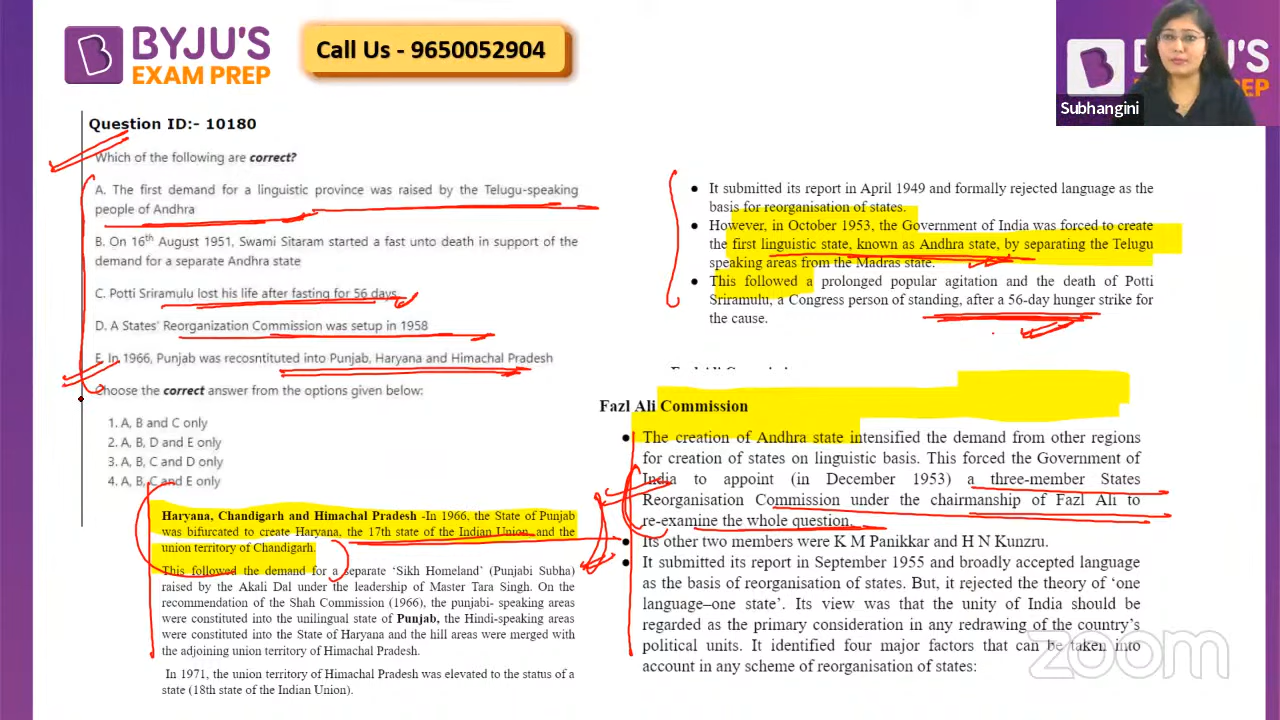 BYJU'S
EXAM PREP
Call Us - 9650052904
Subhangini
Question ID:- 10180
Which of the following are correct?
A. The first demand for a linguistic province was raised by the Telugu-speaking
people of Andhra
B. On 16th August 1951, Swami Sitaram started a fast unto death in support of the
demand for a separate Andhra state
C. Potti Sriramulu lost his life after fasting for 56 days
D. A States' Reorganization Commission was setup in 1958
E. In 1966, Punjab was recosntituted into Punjab, Haryana and Himachal Pradesh
Choose the correct answer from the options given below:
1. A, B and C only
2. A, B, D and E only
3. A, B, C and D only
4. A, B, C and E only
Haryana, Chandigarh and Himachal Pradesh -In 1966, the State of Punjab
was bifurcated to create Haryana, the 17th state of the Indian Union, and the
union territory of Chandigarh.
This followed the demand for a separate 'Sikh Homeland' (Punjabi Subha)
raised by the Akali Dal under the leadership of Master Tara Singh. On the
recommendation of the Shah Commission (1966), the punjabi- speaking areas
were constituted into the unilingual state of Punjab, the Hindi-speaking areas
were constituted into the State of Haryana and the hill areas were merged with
the adjoining union territory of Himachal Pradesh.
In 1971, the union territory of Himachal Pradesh was elevated to the status of a
state (18th state of the Indian Union).
• It submitted its report in April 1949 and formally rejected language as the
basis for reorganisation of states.
• However, in October 1953, the Government of India was forced to create
the first linguistic state, known as Andhra state, by separating the Telugu
speaking areas from the Madras state.
• This followed a prolonged popular agitation and the death of Potti
Sriramulu, a Congress person of standing, after a 56-day hunger strike for
the cause.
Fazl Ali Commission
• The creation of Andhra state intensified the demand from other regions
for creation of states on linguistic basis. This forced the Government of
India to appoint (in December 1953) a three-member States
Reorganisation Commission under the chairmanship of Fazl Ali to
re-examine the whole question.
• Its other two members were K M Panikkar and H N Kunzru.
• It submitted its report in September 1955 and broadly accepted language
as the basis of reorganisation of states. But, it rejected the theory of 'one
language–one state'. Its view was that the unity of India should be
regarded as the primary consideration in any redrawing of the country's
political units. It identified four major factors that can be taken into
account in any scheme of reorganisation of states:
zoom